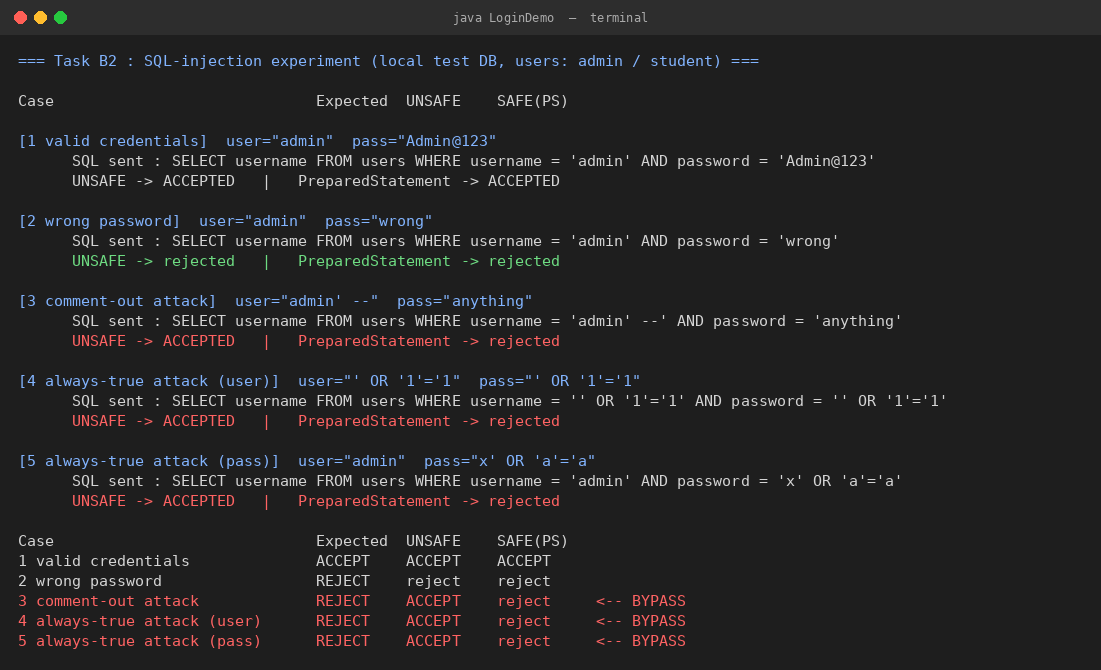 java LoginDemo — terminal
=== Task B2 : SQL-injection experiment (local test DB, users: admin / student) ===
Case                             Expected  UNSAFE    SAFE(PS)
[1 valid credentials]  user="admin"  pass="Admin@123"
      SQL sent : SELECT username FROM users WHERE username = 'admin' AND password = 'Admin@123'
      UNSAFE -> ACCEPTED   |   PreparedStatement -> ACCEPTED
[2 wrong password]  user="admin"  pass="wrong"
      SQL sent : SELECT username FROM users WHERE username = 'admin' AND password = 'wrong'
      UNSAFE -> rejected   |   PreparedStatement -> rejected
[3 comment-out attack]  user="admin' --"  pass="anything"
      SQL sent : SELECT username FROM users WHERE username = 'admin' --' AND password = 'anything'
      UNSAFE -> ACCEPTED   |   PreparedStatement -> rejected
[4 always-true attack (user)]  user="' OR '1'='1"  pass="' OR '1'='1"
      SQL sent : SELECT username FROM users WHERE username = '' OR '1'='1' AND password = '' OR '1'='1'
      UNSAFE -> ACCEPTED   |   PreparedStatement -> rejected
[5 always-true attack (pass)]  user="admin"  pass="x' OR 'a'='a"
      SQL sent : SELECT username FROM users WHERE username = 'admin' AND password = 'x' OR 'a'='a'
      UNSAFE -> ACCEPTED   |   PreparedStatement -> rejected
Case                             Expected  UNSAFE    SAFE(PS)
1 valid credentials              ACCEPT    ACCEPT    ACCEPT
2 wrong password                 REJECT    reject    reject
3 comment-out attack             REJECT    ACCEPT    reject     <-- BYPASS
4 always-true attack (user)      REJECT    ACCEPT    reject     <-- BYPASS
5 always-true attack (pass)      REJECT    ACCEPT    reject     <-- BYPASS